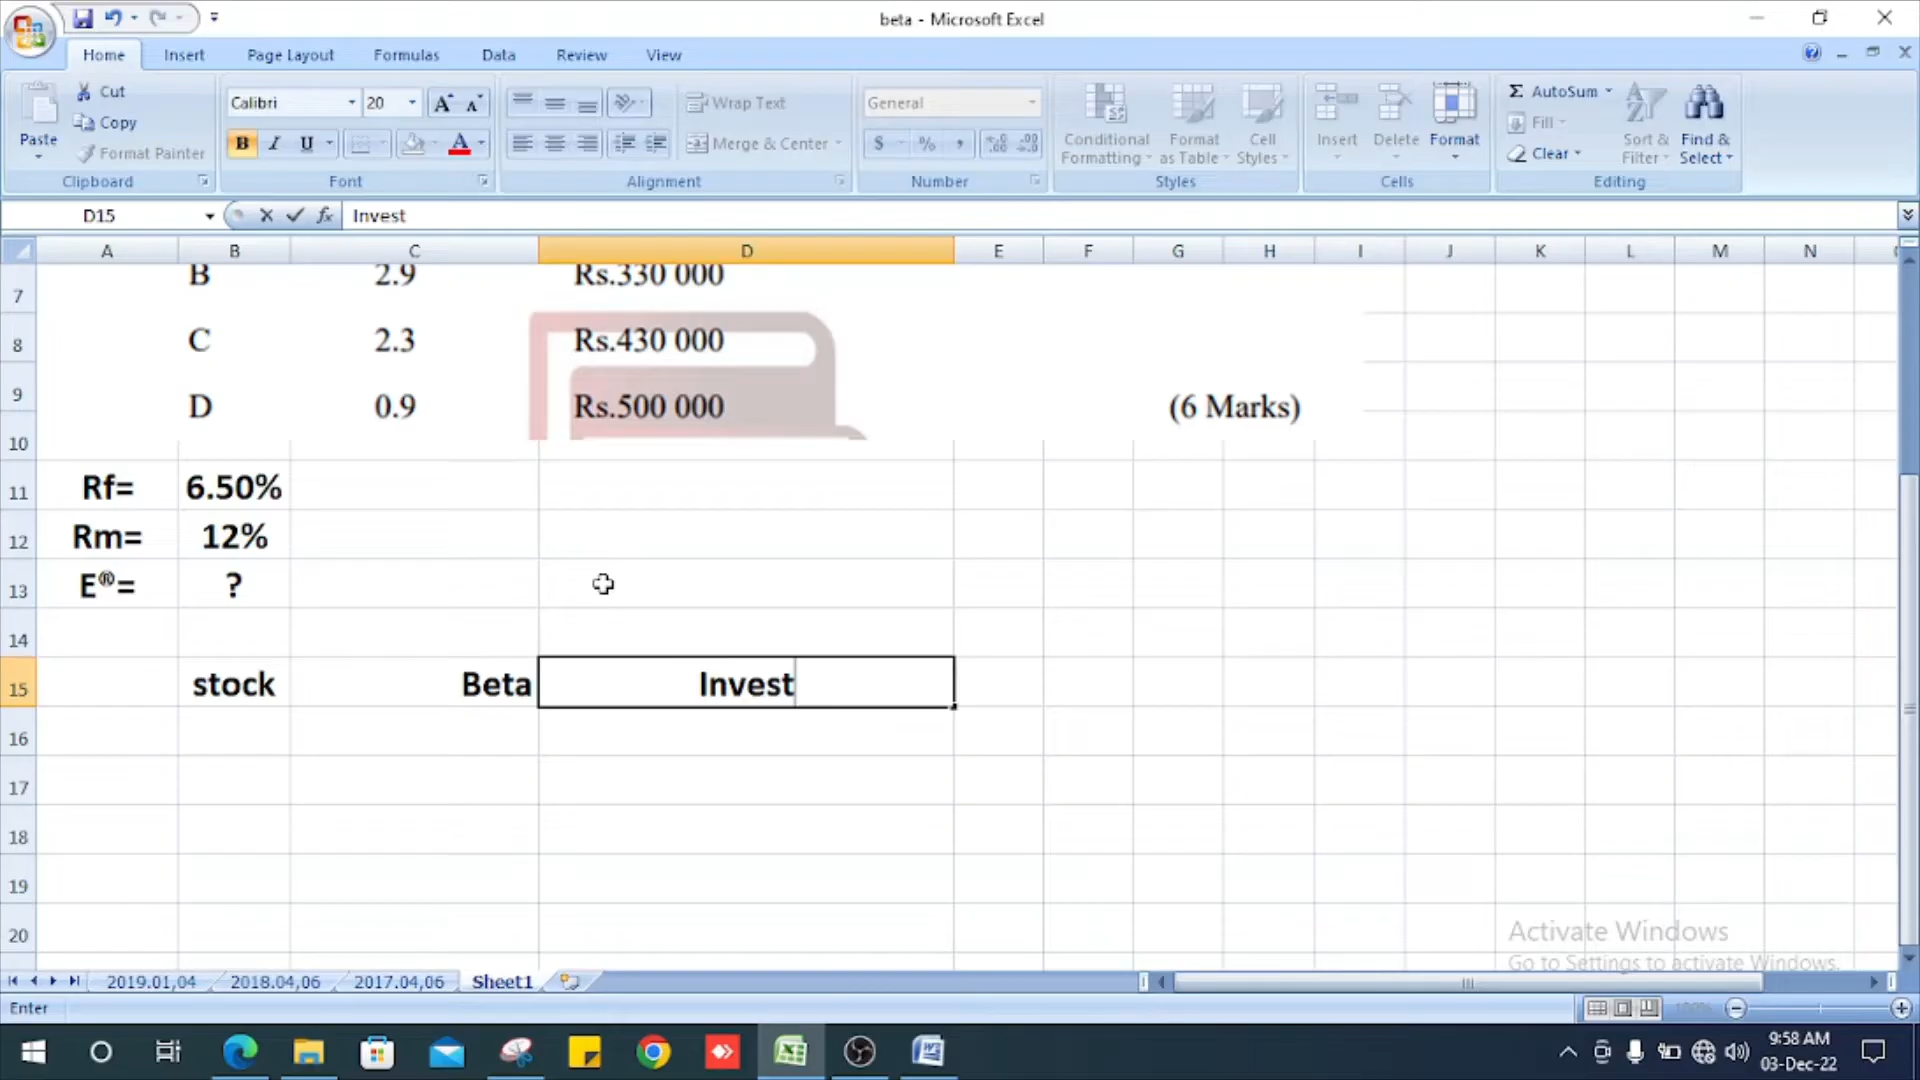 beta - Microsoft Excel
Home Insert Page Layout Formulas Data Review View
Paste
Cut
Copy
Format Painter
Clipboard
Calibri 20
B I U
Font
Wrap Text
Merge & Center
Alignment
General
$ % ,
Number
Conditional Formatting
Format as Table
Cell Styles
Styles
Insert Delete Format
Cells
Σ AutoSum
Fill
Clear
Sort & Filter
Find & Select
Editing
D15 fx Invest
A B C D E F G H I J K L M N
7 B 2.9 Rs.330 000
8 C 2.3 Rs.430 000
9 D 0.9 Rs.500 000 (6 Marks)
10
11 Rf= 6.50%
12 Rm= 12%
13 E®= ?
14
15 stock Beta Invest
16
17
18
19
20
Activate Windows
Go to Settings to activate Windows.
2019.01,04 2018.04,06 2017.04,06 Sheet1
Enter
9:58 AM
03-Dec-22